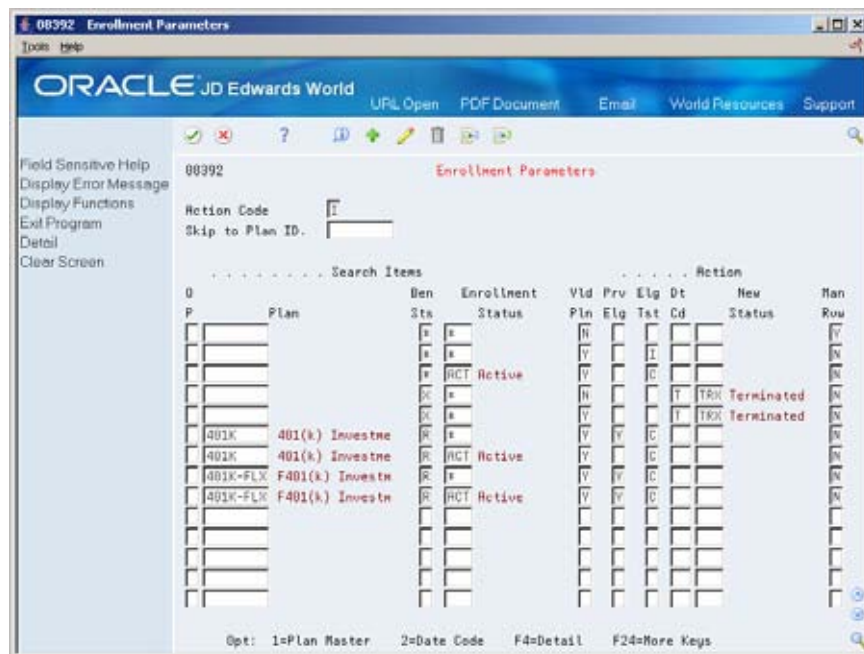 08392 Enrollment Parameters
Tools Help
ORACLE JD Edwards World
URL Open PDF Document Email World Resources Support
Field Sensitive Help
Display Error Message
Display Functions
Exit Program
Detail
Clear Screen
08392 Enrollment Parameters
Action Code I
Skip to Plan ID.
. . . . . . . . Search Items . . . . . Action
O Ben Enrollment Vld Prv Elg Dt New Man
P Plan Sts Status Pln Elg Tst Cd Status Rvw
* * N Y
* * Y I N
* ACT Active Y C N
X * N T TRX Terminated N
X * Y T TRX Terminated N
401K 401(k) Investme R * Y Y C N
401K 401(k) Investme R ACT Active Y C N
401K-FLX F401(k) Investm R * Y Y C N
401K-FLX F401(k) Investm R ACT Active Y Y C N
Opt: 1=Plan Master 2=Date Code F4=Detail F24=More Keys